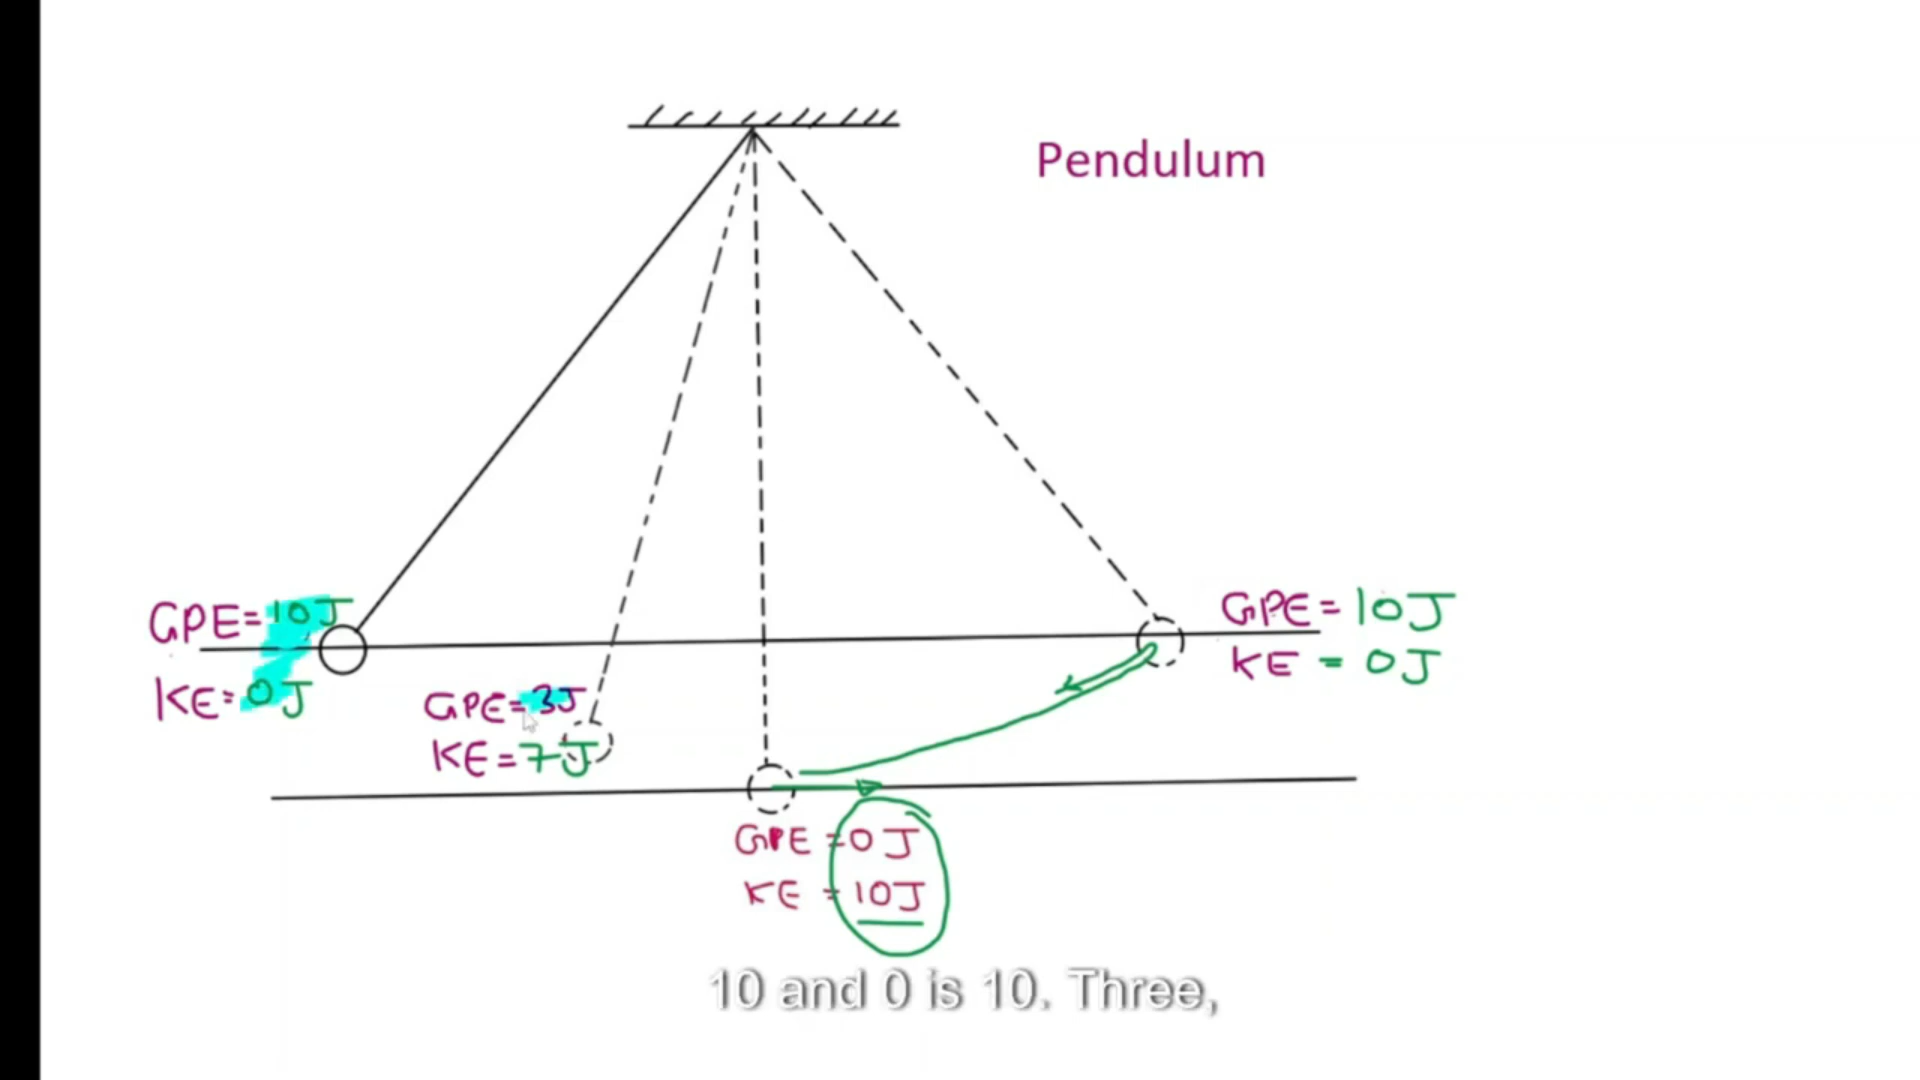 Pendulum
GPE=10J
KE=0J
GPE=3J
KE=7J
GPE=10J
KE=0J
GPE=0J
KE=10J
10 and 0 is 10. Three,